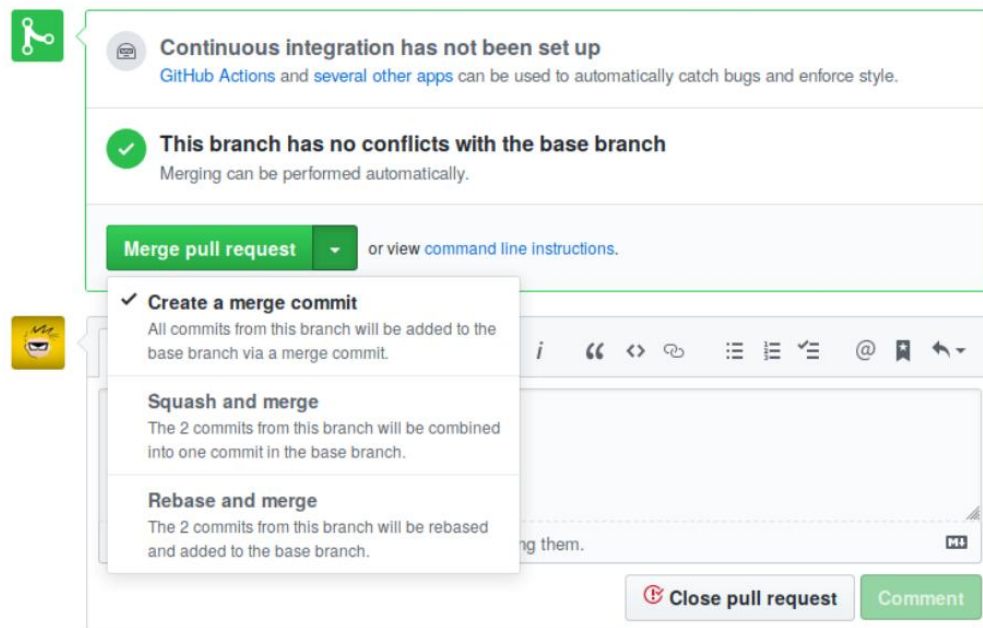 Continuous integration has not been set up
GitHub Actions and several other apps can be used to automatically catch bugs and enforce style.
This branch has no conflicts with the base branch
Merging can be performed automatically.
Merge pull request
or view command line instructions.
Create a merge commit
All commits from this branch will be added to the
base branch via a merge commit.
Squash and merge
The 2 commits from this branch will be combined
into one commit in the base branch.
Rebase and merge
The 2 commits from this branch will be rebased
and added to the base branch.
them.
Close pull request
Comment